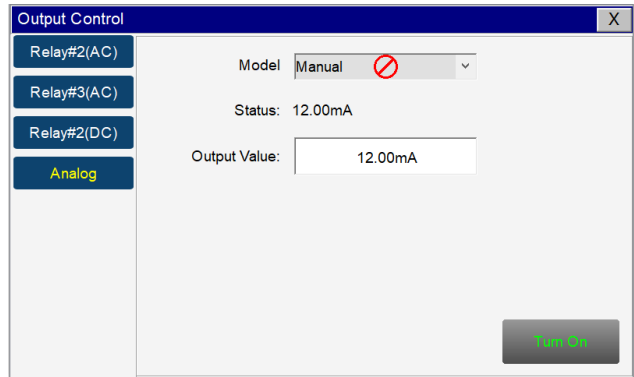 Output Control X
Relay#2(AC)
Model Manual
Relay#3(AC)
Status: 12.00mA
Relay#2(DC)
Output Value: 12.00mA
Analog
Turn On